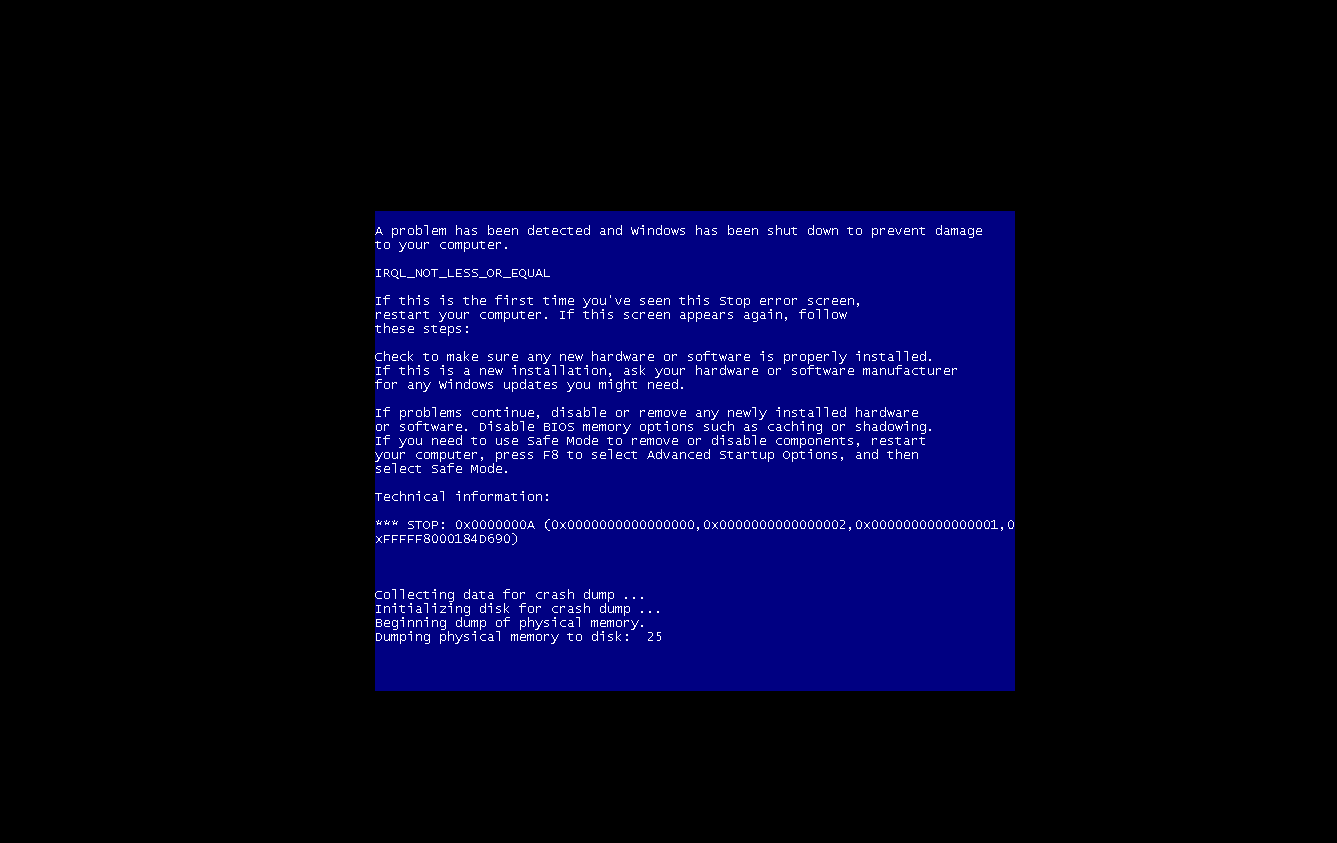 A problem has been detected and Windows has been shut down to prevent damage
to your computer.
IRQL_NOT_LESS_OR_EQUAL
If this is the first time you've seen this Stop error screen,
restart your computer. If this screen appears again, follow
these steps:
Check to make sure any new hardware or software is properly installed.
If this is a new installation, ask your hardware or software manufacturer
for any Windows updates you might need.
If problems continue, disable or remove any newly installed hardware
or software. Disable BIOS memory options such as caching or shadowing.
If you need to use Safe Mode to remove or disable components, restart
your computer, press F8 to select Advanced Startup Options, and then
select Safe Mode.
Technical information:
*** STOP: 0x0000000A (0x0000000000000000,0x0000000000000002,0x0000000000000001,0
xFFFFF8000184D690)
Collecting data for crash dump ...
Initializing disk for crash dump ...
Beginning dump of physical memory.
Dumping physical memory to disk:  25